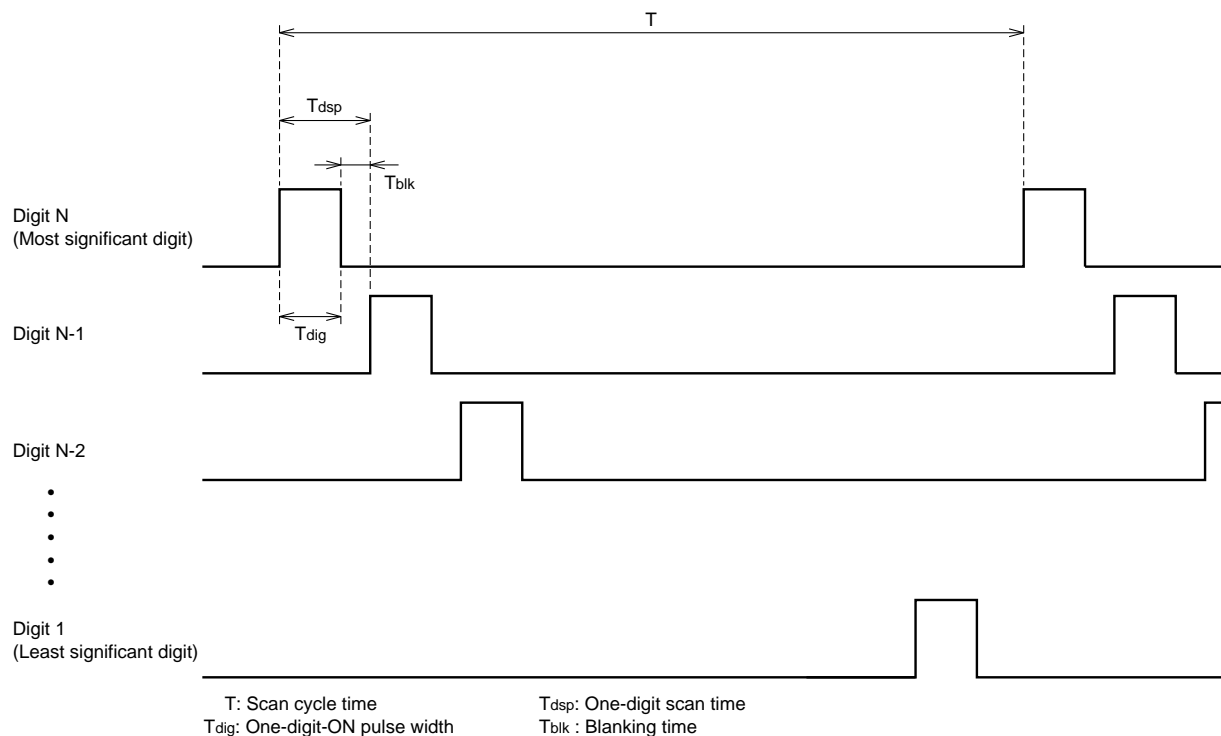 T
Tdsp
Tblk
Digit N
(Most significant digit)
Tdig
Digit N-1
Digit N-2
Digit 1
(Least significant digit)
T: Scan cycle time
Tdsp: One-digit scan time
Tdig: One-digit-ON pulse width
Tblk : Blanking time